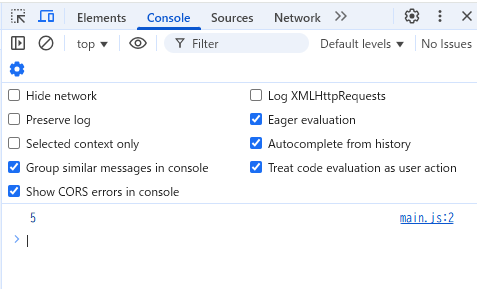 Elements Console Sources Network
top Filter Default levels No Issues
Hide network Log XMLHttpRequests
Preserve log Eager evaluation
Selected context only Autocomplete from history
Group similar messages in console Treat code evaluation as user action
Show CORS errors in console
5 main.js:2